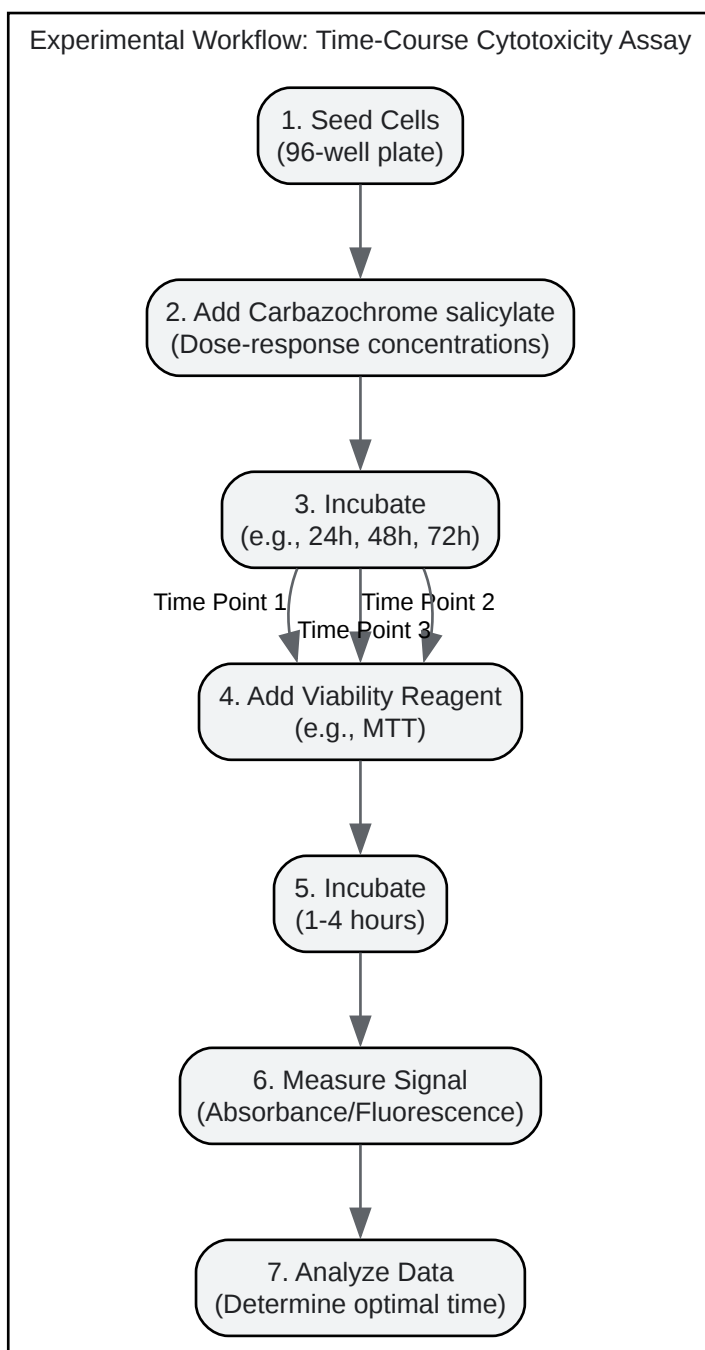 Experimental Workflow: Time-Course Cytotoxicity Assay
1. Seed Cells
(96-well plate)
2. Add Carbazochrome salicylate
(Dose-response concentrations)
3. Incubate
(e.g., 24h, 48h, 72h)
Time Point 1
Time Point 2
Time Point 3
4. Add Viability Reagent
(e.g., MTT)
5. Incubate
(1-4 hours)
6. Measure Signal
(Absorbance/Fluorescence)
7. Analyze Data
(Determine optimal time)